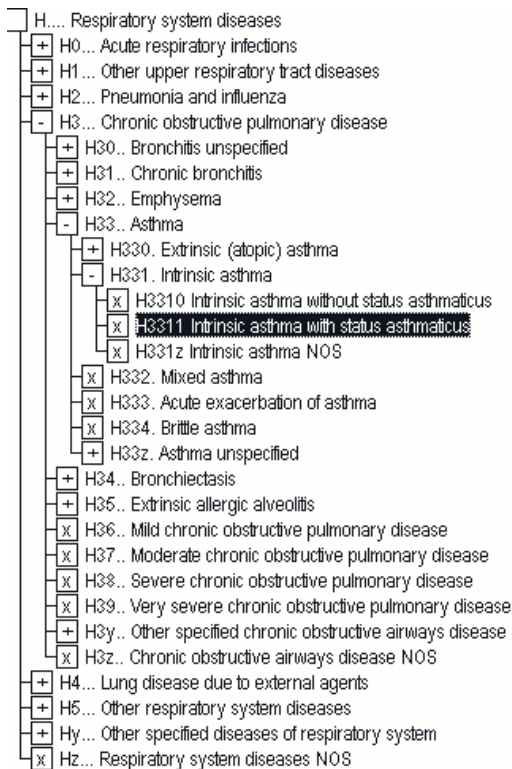 H.... Respiratory system diseases
+ H0... Acute respiratory infections
+ H1... Other upper respiratory tract diseases
+ H2... Pneumonia and influenza
- H3... Chronic obstructive pulmonary disease
+ H30.. Bronchitis unspecified
+ H31.. Chronic bronchitis
+ H32.. Emphysema
- H33.. Asthma
+ H330. Extrinsic (atopic) asthma
- H331. Intrinsic asthma
x H3310 Intrinsic asthma without status asthmaticus
x H3311 Intrinsic asthma with status asthmaticus
x H331z Intrinsic asthma NOS
x H332. Mixed asthma
x H333. Acute exacerbation of asthma
x H334. Brittle asthma
+ H33z. Asthma unspecified
+ H34.. Bronchiectasis
+ H35.. Extrinsic allergic alveolitis
x H36.. Mild chronic obstructive pulmonary disease
x H37.. Moderate chronic obstructive pulmonary disease
x H38.. Severe chronic obstructive pulmonary disease
x H39.. Very severe chronic obstructive pulmonary disease
+ H3y.. Other specified chronic obstructive airways disease
x H3z.. Chronic obstructive airways disease NOS
+ H4... Lung disease due to external agents
+ H5... Other respiratory system diseases
+ Hy... Other specified diseases of respiratory system
x Hz... Respiratory system diseases NOS